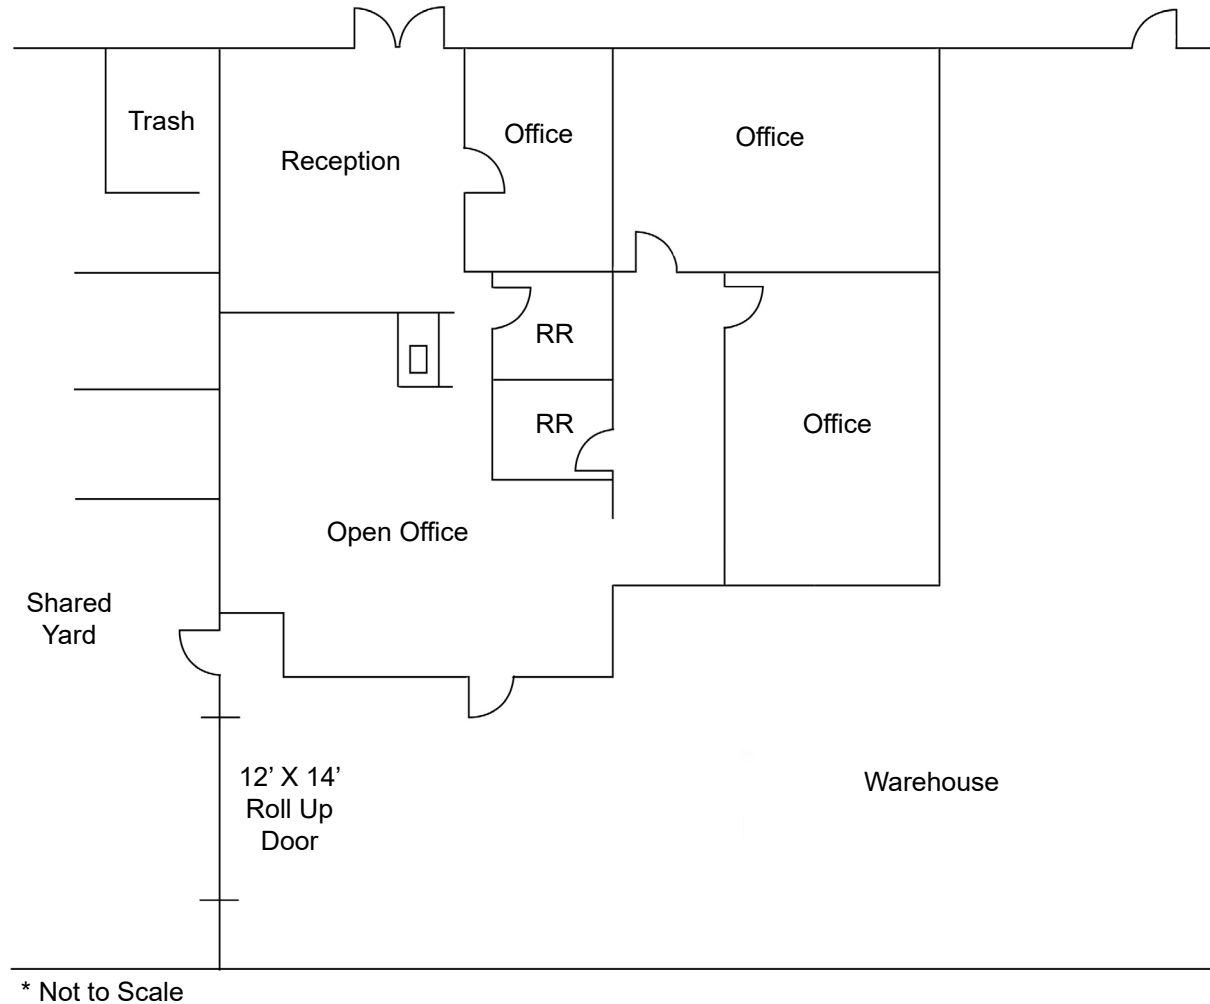 Trash
Reception
Office
Office
RR
RR
Office
Open Office
Shared
Yard
12’ X 14’
Roll Up
Door
Warehouse
* Not to Scale